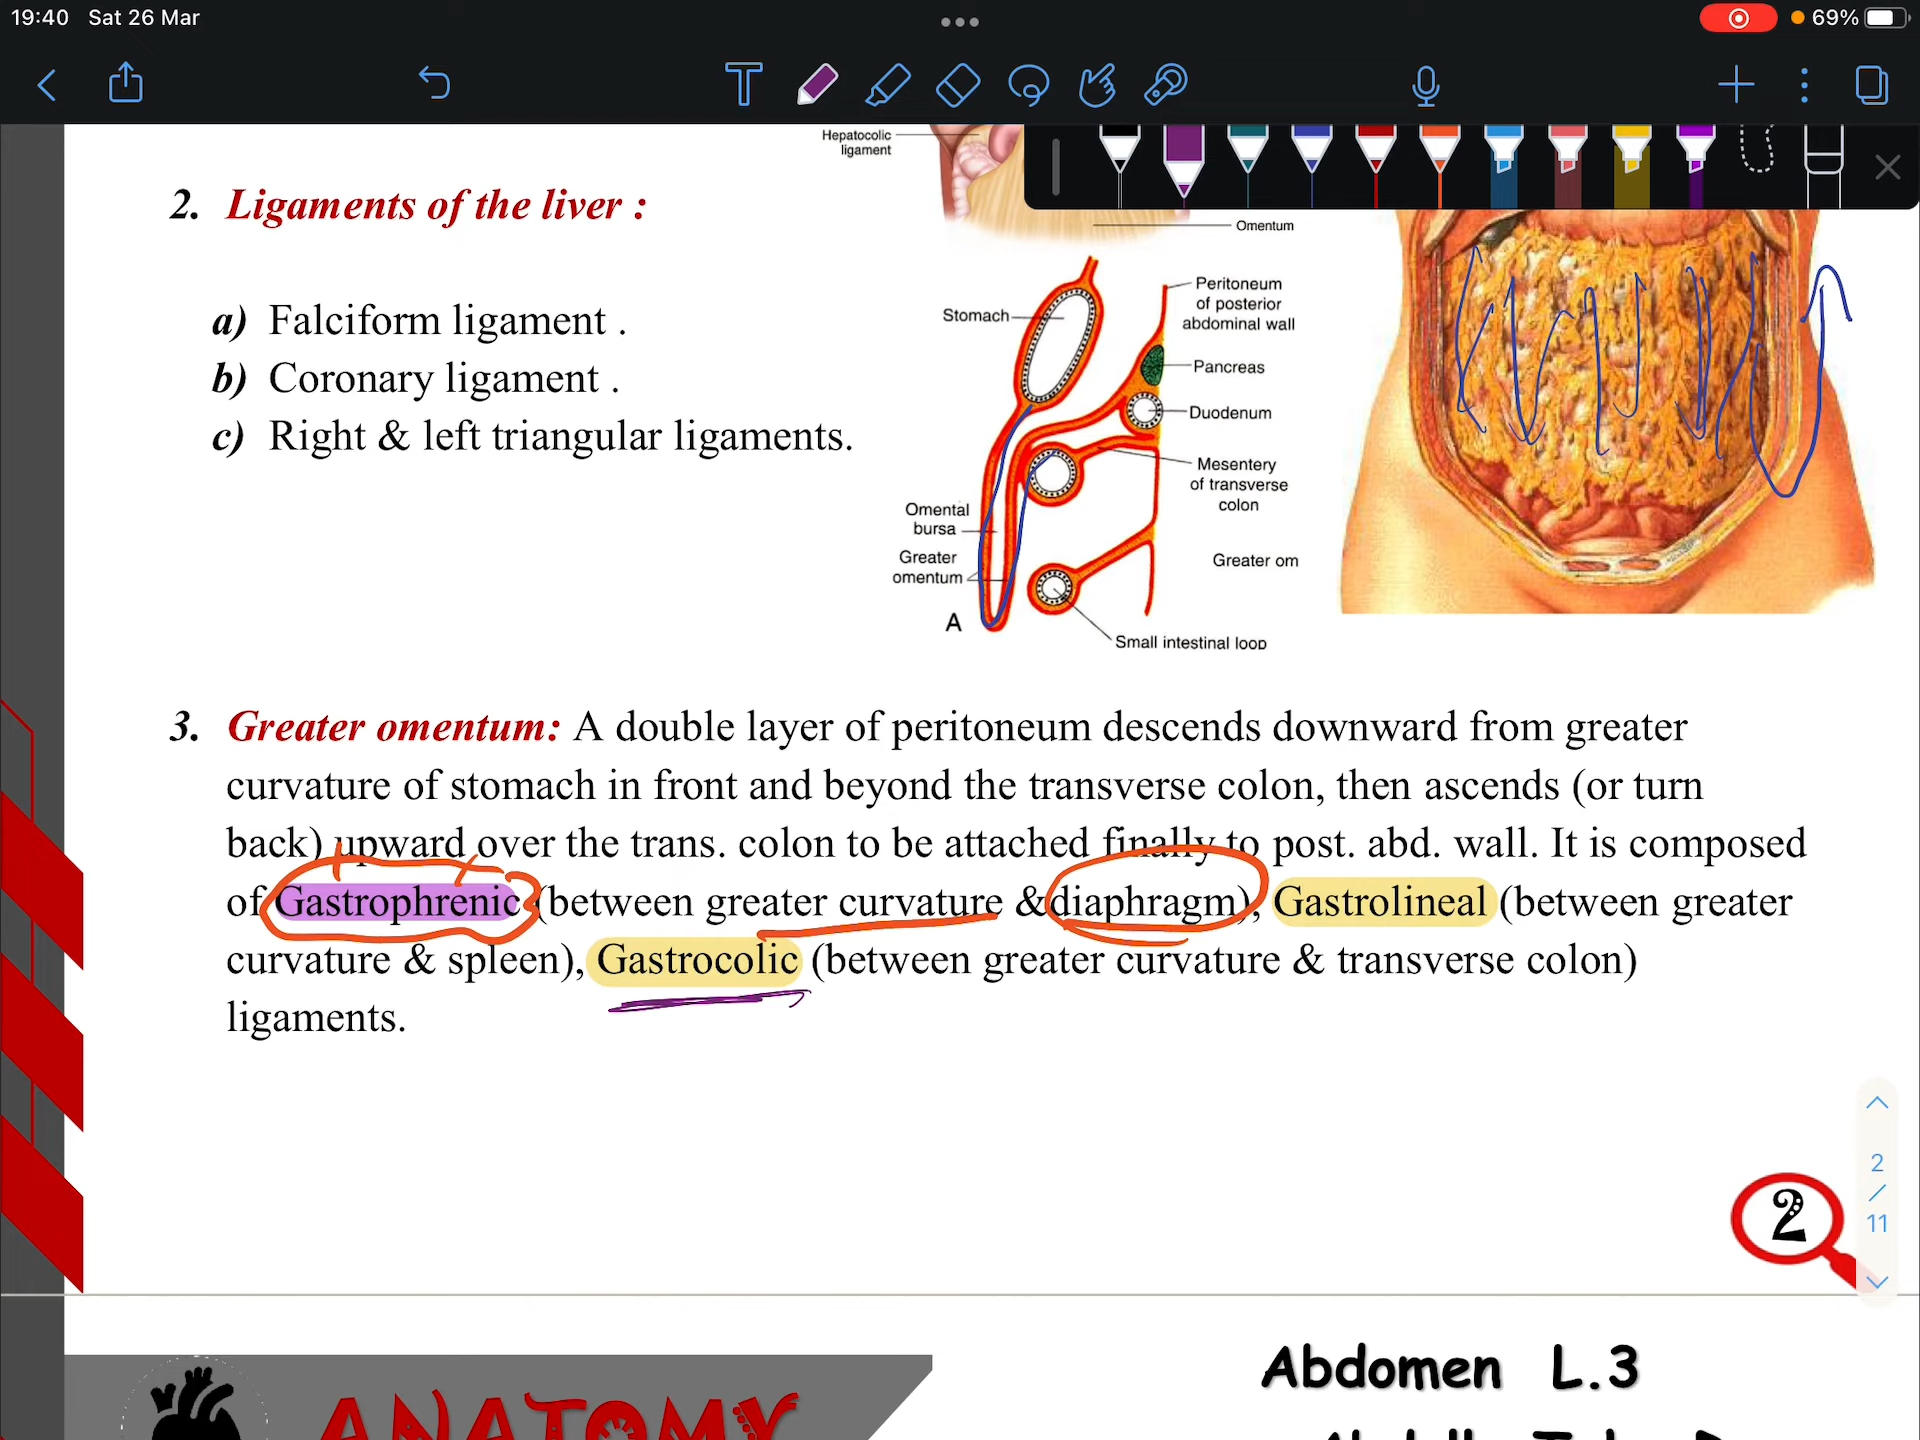 19:40 Sat 26 Mar
69%
Hepatocolic
ligament
Omentum
2. Ligaments of the liver :
a) Falciform ligament .
b) Coronary ligament .
c) Right & left triangular ligaments.
Stomach
Peritoneum
of posterior
abdominal wall
Pancreas
Duodenum
Mesentery
of transverse
colon
Omental
bursa
Greater
omentum
Greater om
A
Small intestinal loop
3. Greater omentum: A double layer of peritoneum descends downward from greater
curvature of stomach in front and beyond the transverse colon, then ascends (or turn
back) upward over the trans. colon to be attached finally to post. abd. wall. It is composed
of Gastrophrenic (between greater curvature &diaphragm), Gastrolineal (between greater
curvature & spleen), Gastrocolic (between greater curvature & transverse colon)
ligaments.
2
/
11
2
Abdomen L.3
ANATOMY